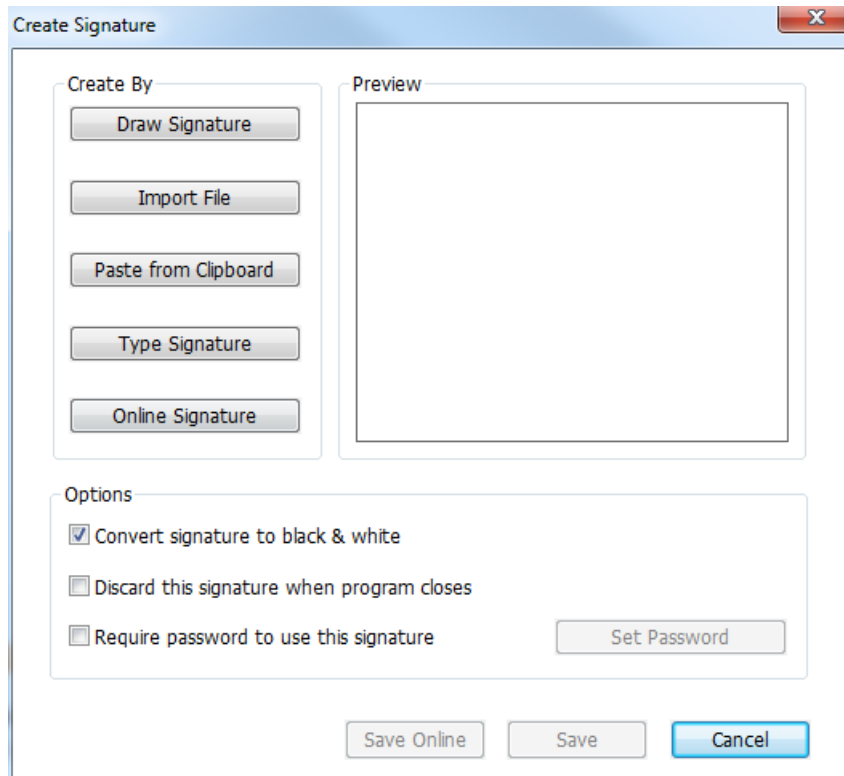 Create Signature
Create By
Draw Signature
Import File
Paste from Clipboard
Type Signature
Online Signature
Preview
Options
Convert signature to black & white
Discard this signature when program closes
Require password to use this signature
Set Password
Save Online
Save
Cancel